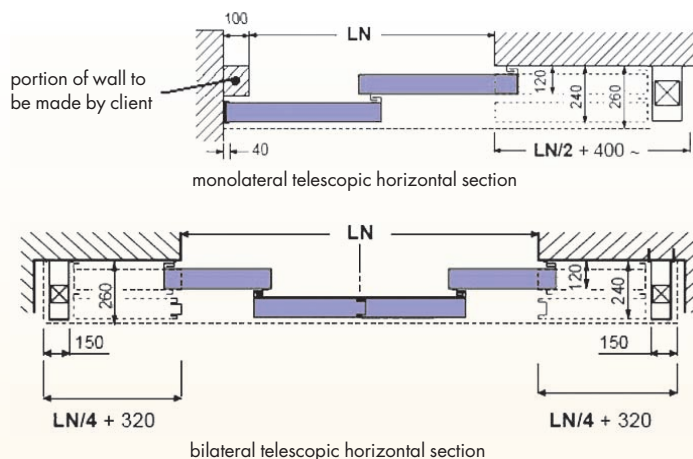 100
LN
portion of wall to
be made by client
120
240
260
40
LN/2 + 400 ~
monolateral telescopic horizontal section
LN
260
120
240
150
150
LN/4 + 320
LN/4 + 320
bilateral telescopic horizontal section